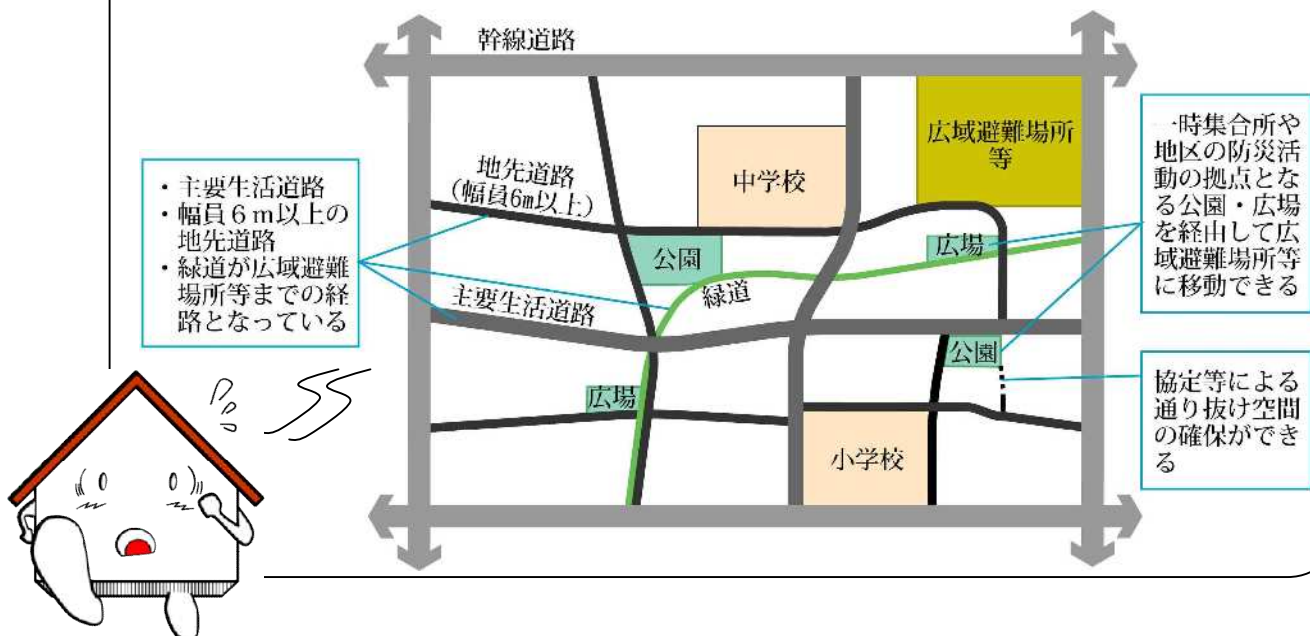 幹線道路
広域避難場所
等
中学校
地先道路
(幅員6m以上)
公園
広場
緑道
主要生活道路
公園
広場
小学校
・主要生活道路
・幅員６ｍ以上の
地先道路
・緑道が広域避難
場所等までの経
路となっている
一時集合所や
地区の防災活
動の拠点とな
る公園・広場
を経由して広
域避難場所等
に移動できる
協定等による
通り抜け空間
の確保ができ
る